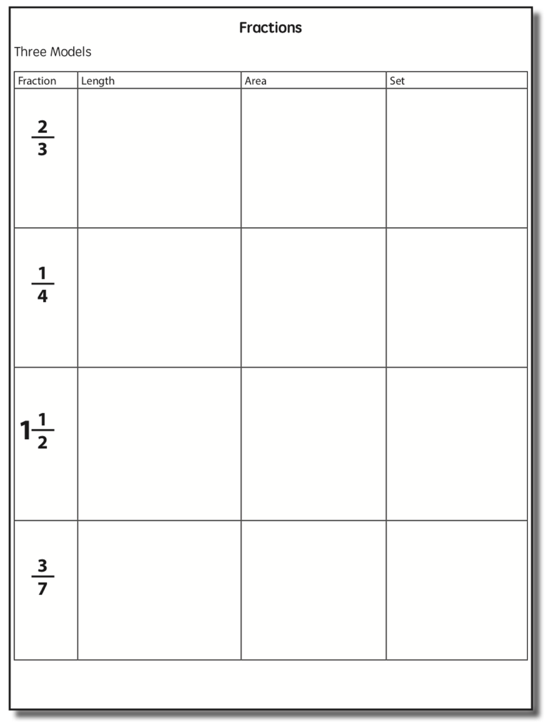 Fractions
Three Models
Fraction Length Area Set
2/3
1/4
1 1/2
3/7